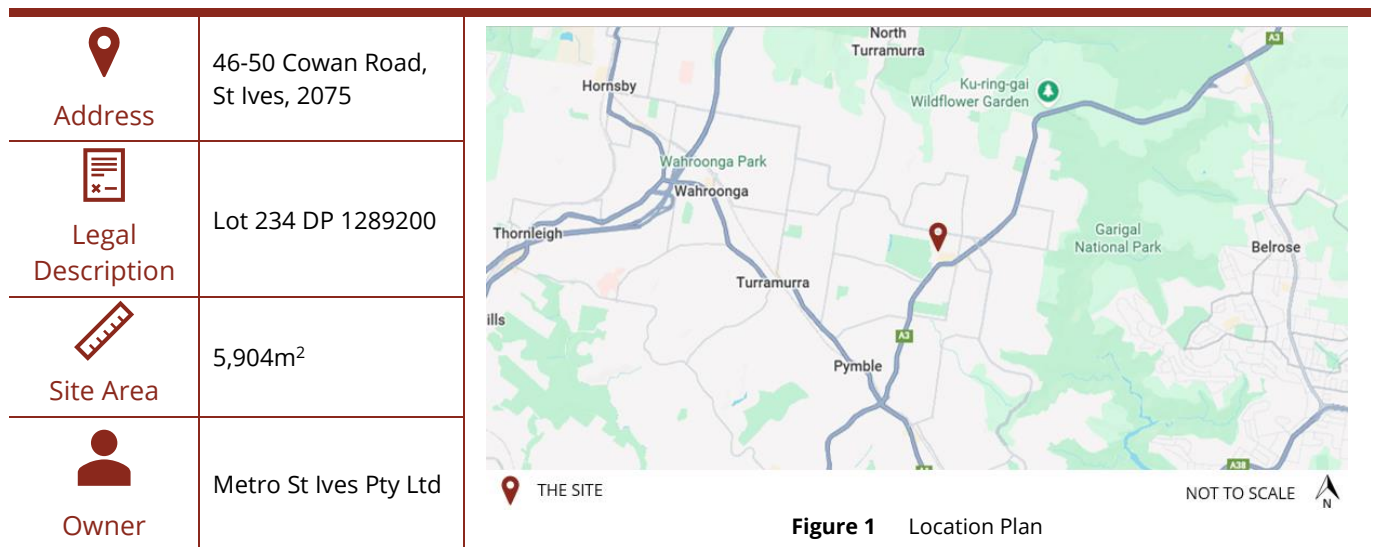 Address
46-50 Cowan Road,
St Ives, 2075
Legal
Description
Lot 234 DP 1289200
Site Area
5,904m²
Owner
Metro St Ives Pty Ltd
North
Turramurra
A3
Hornsby
Ku-ring-gai
Wildflower Garden
Wahroonga Park
Wahroonga
Thornleigh
Garigal
National Park
Belrose
Turramurra
ills
A3
Pymble
A38
THE SITE
NOT TO SCALE
N
Figure 1 Location Plan